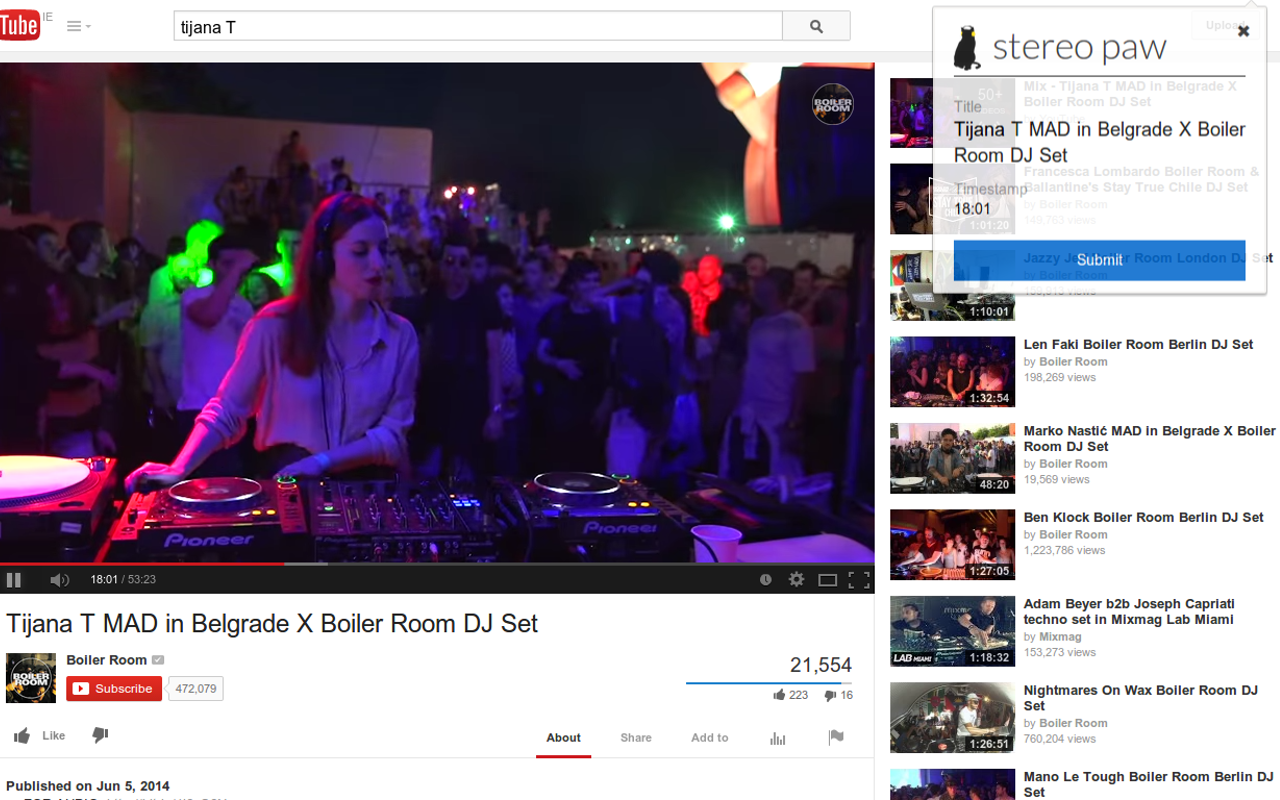 Tube IE
tijana T
Upload
stereo paw
Title
Tijana T MAD in Belgrade X Boiler
Room DJ Set
Timestamp
18:01
Submit
BOILER
ROOM
50+
Mix - Tijana T MAD in Belgrade X
Boiler Room DJ Set
Francesca Lombardo Boiler Room &
Ballantine's Stay True Chile DJ Set
by Boiler Room
149,763 views
1:01:20
by Boiler Room
1:10:01
Len Faki Boiler Room Berlin DJ Set
by Boiler Room
198,269 views
1:32:54
Marko Nastić MAD in Belgrade X Boiler
Room DJ Set
by Boiler Room
19,569 views
48:20
Ben Klock Boiler Room Berlin DJ Set
by Boiler Room
1,223,786 views
1:27:05
Adam Beyer b2b Joseph Capriati
techno set in Mixmag Lab Miami
by Mixmag
153,273 views
LAB MIAMI
1:18:32
Nightmares On Wax Boiler Room DJ
Set
by Boiler Room
760,204 views
1:26:51
Mano Le Tough Boiler Room Berlin DJ
Set
Pioneer
Pioneer
18:01 / 53:23
Tijana T MAD in Belgrade X Boiler Room DJ Set
BOILER
ROOM
Boiler Room
Subscribe 472,079
21,554
223 16
Like
About Share Add to
Published on Jun 5, 2014